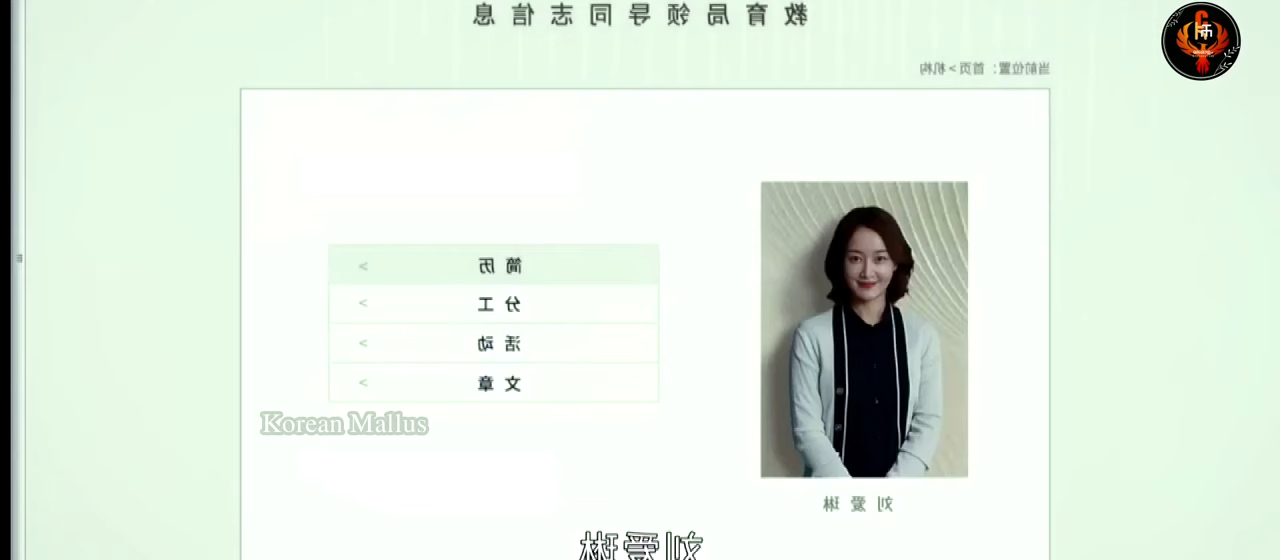 教育局领导同志信息
当前位置：首页 > 机构
简历 >
分工 >
活动 >
文章 >
Korean Mallus
刘爱琳
刘爱琳